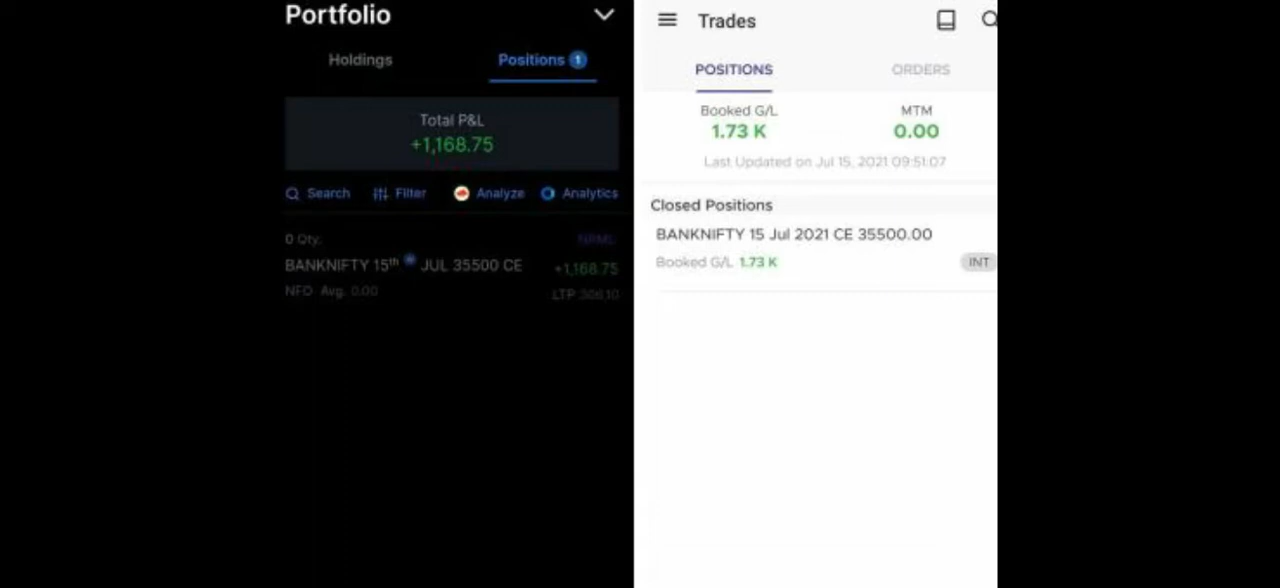 Portfolio
Holdings
Positions 1
Total P&L
+1,168.75
Search Filter Analyze Analytics
0 Qty.
NRML
BANKNIFTY 15th JUL 35500 CE
+1,168.75
NFO Avg. 0.00
LTP 306.10
Trades
POSITIONS
ORDERS
Booked G/L
MTM
1.73 K
0.00
Last Updated on Jul 15, 2021 09:51:07
Closed Positions
BANKNIFTY 15 Jul 2021 CE 35500.00
Booked G/L 1.73 K
INT